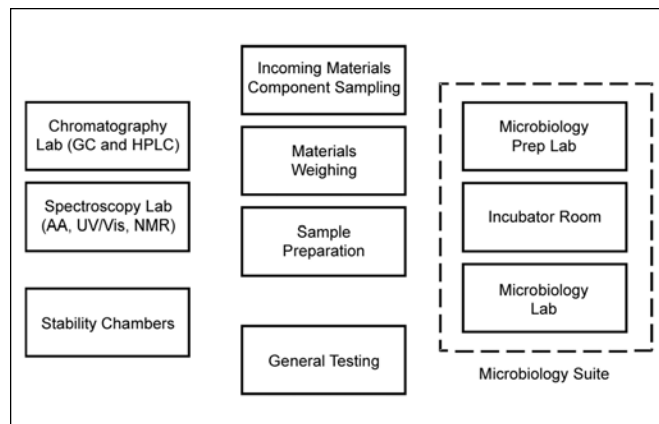 Incoming Materials
Component Sampling
Chromatography
Lab (GC and HPLC)
Materials
Weighing
Microbiology
Prep Lab
Spectroscopy Lab
(AA, UV/Vis, NMR)
Sample
Preparation
Incubator Room
Stability Chambers
General Testing
Microbiology
Lab
Microbiology Suite